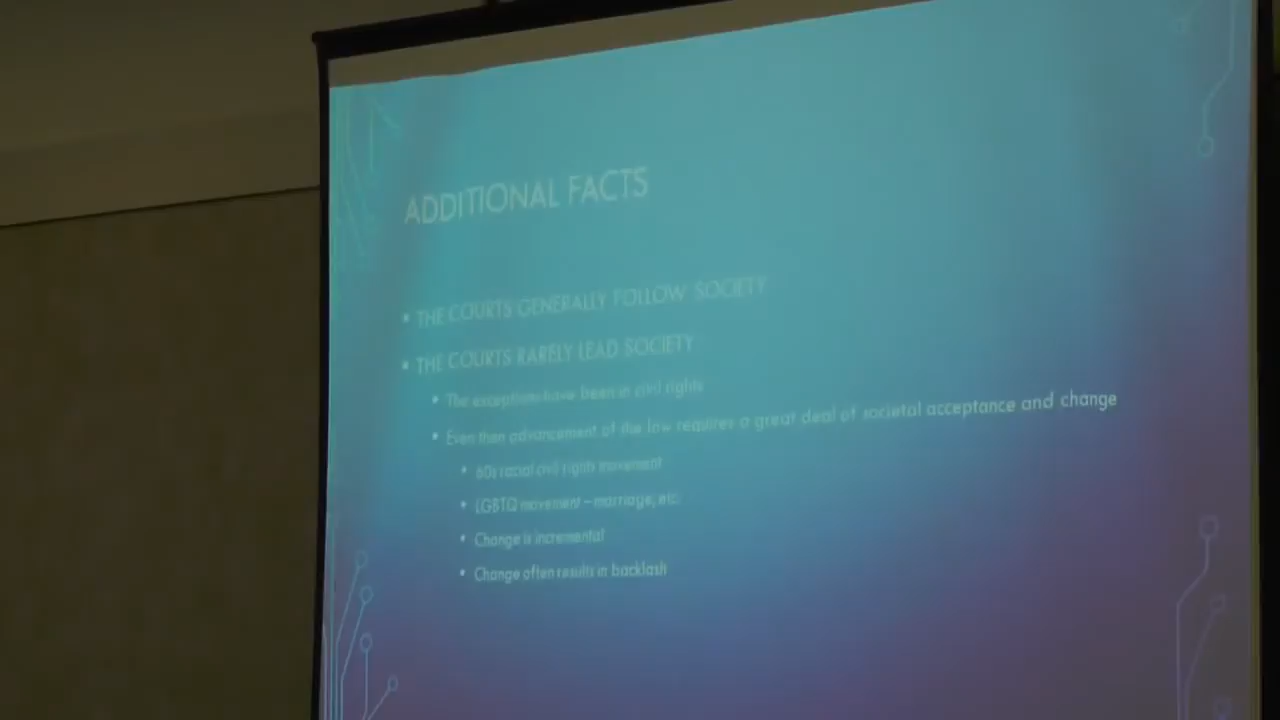 ADDITIONAL FACTS
• THE COURTS GENERALLY FOLLOW SOCIETY
• THE COURTS RARELY LEAD SOCIETY
• The exceptions have been in civil rights
• Even then advancement of the law requires a great deal of societal acceptance and change
• 60s racial civil rights movement
• LGBTQ movement – marriage, etc.
• Change is incremental
• Change often results in backlash